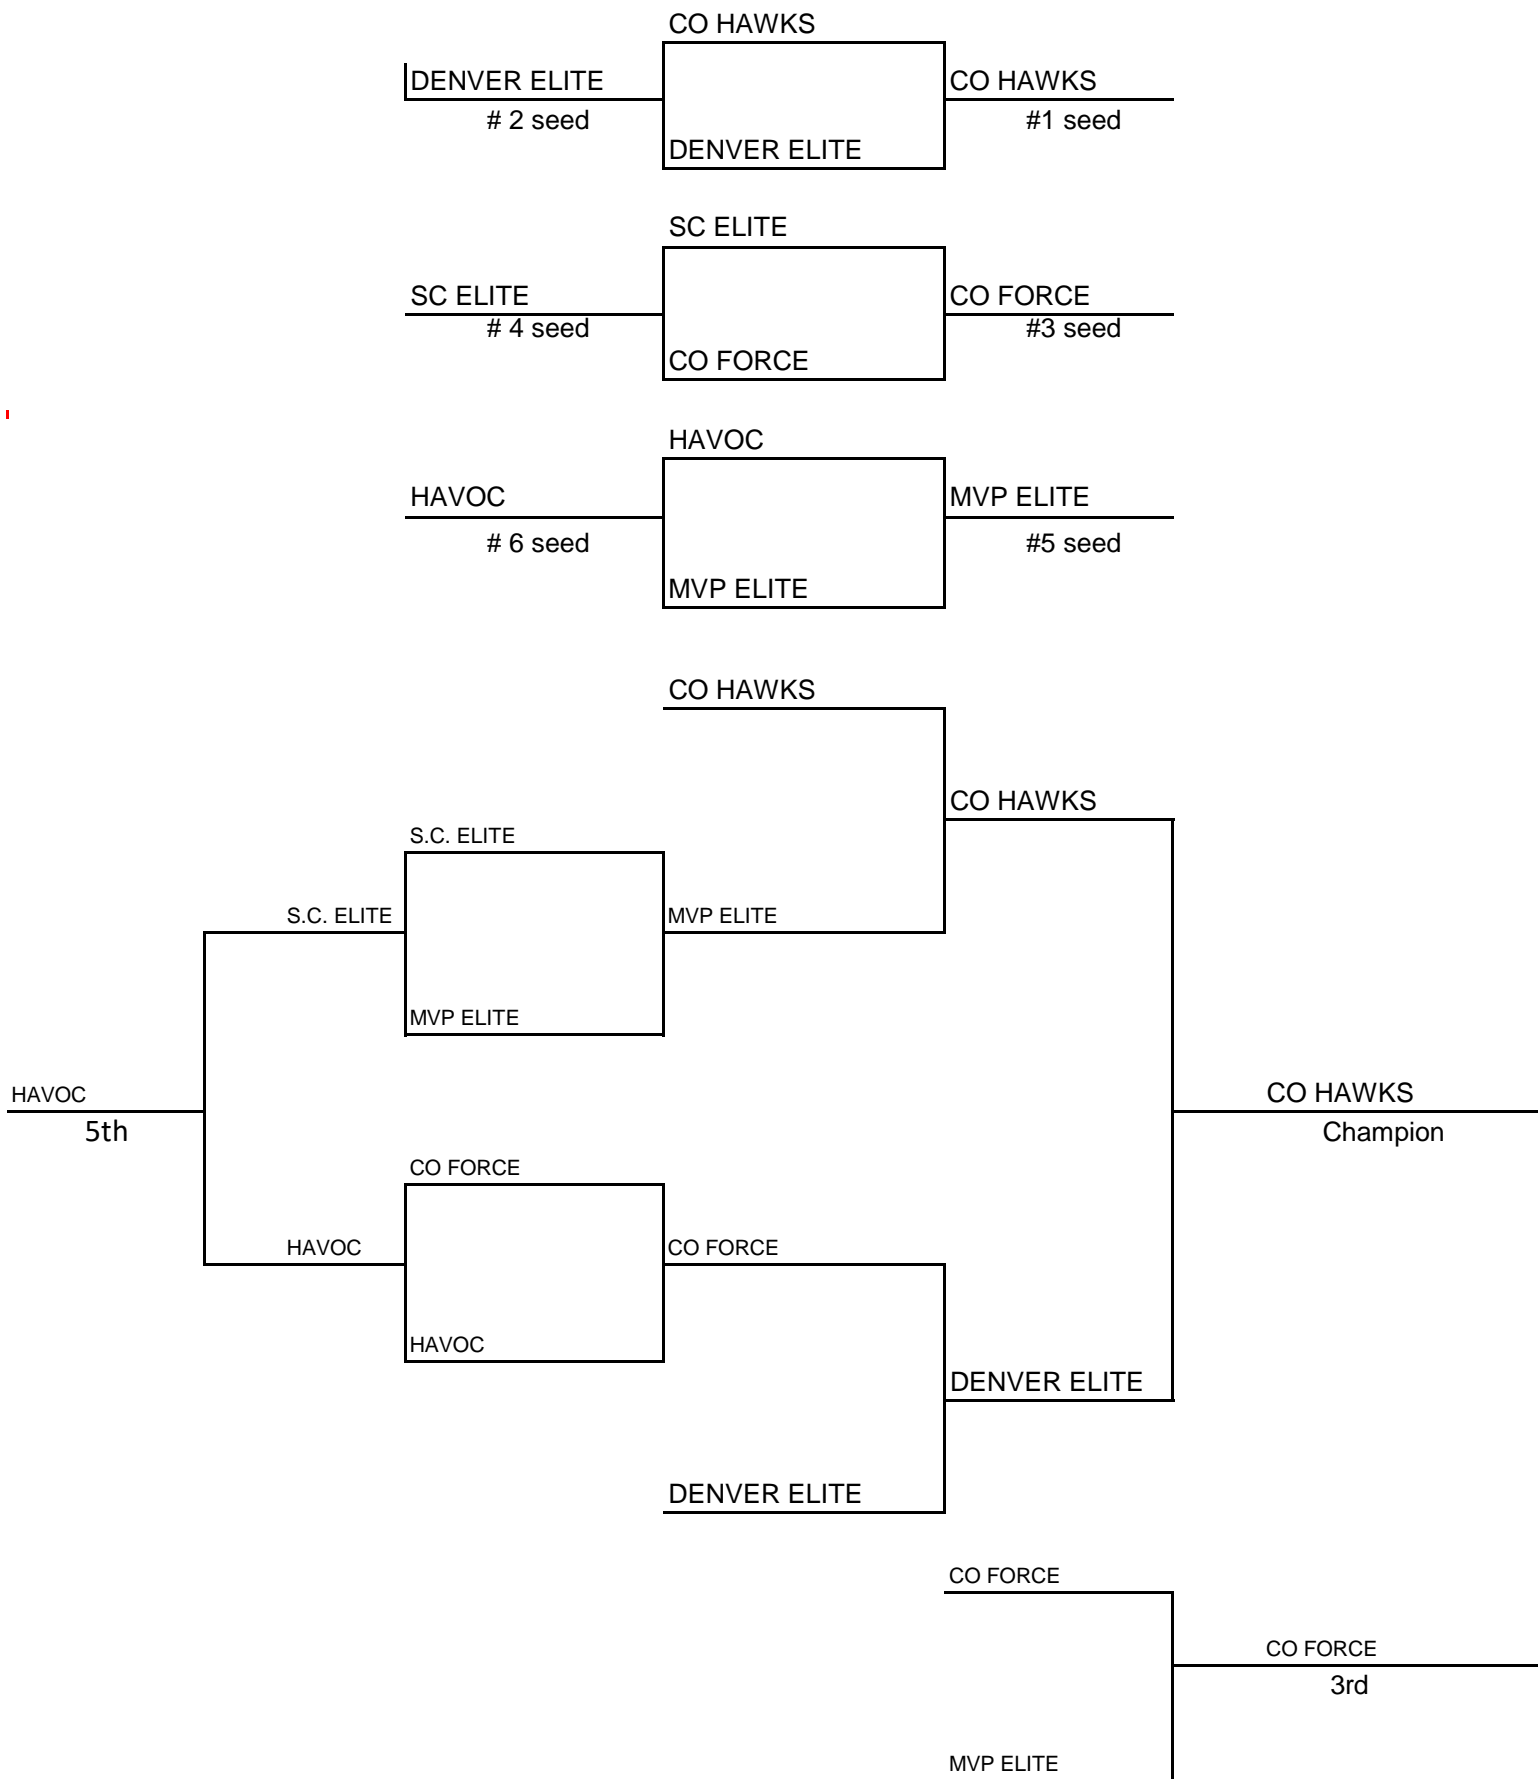 CO HAWKS
DENVER ELITE
CO HAWKS
# 2 seed
#1 seed
DENVER ELITE
SC ELITE
SC ELITE
CO FORCE
# 4 seed
#3 seed
CO FORCE
HAVOC
HAVOC
MVP ELITE
# 6 seed
#5 seed
MVP ELITE
CO HAWKS
CO HAWKS
S.C. ELITE
S.C. ELITE
MVP ELITE
MVP ELITE
HAVOC
CO HAWKS
5th
Champion
CO FORCE
HAVOC
CO FORCE
HAVOC
DENVER ELITE
DENVER ELITE
CO FORCE
CO FORCE
3rd
MVP ELITE